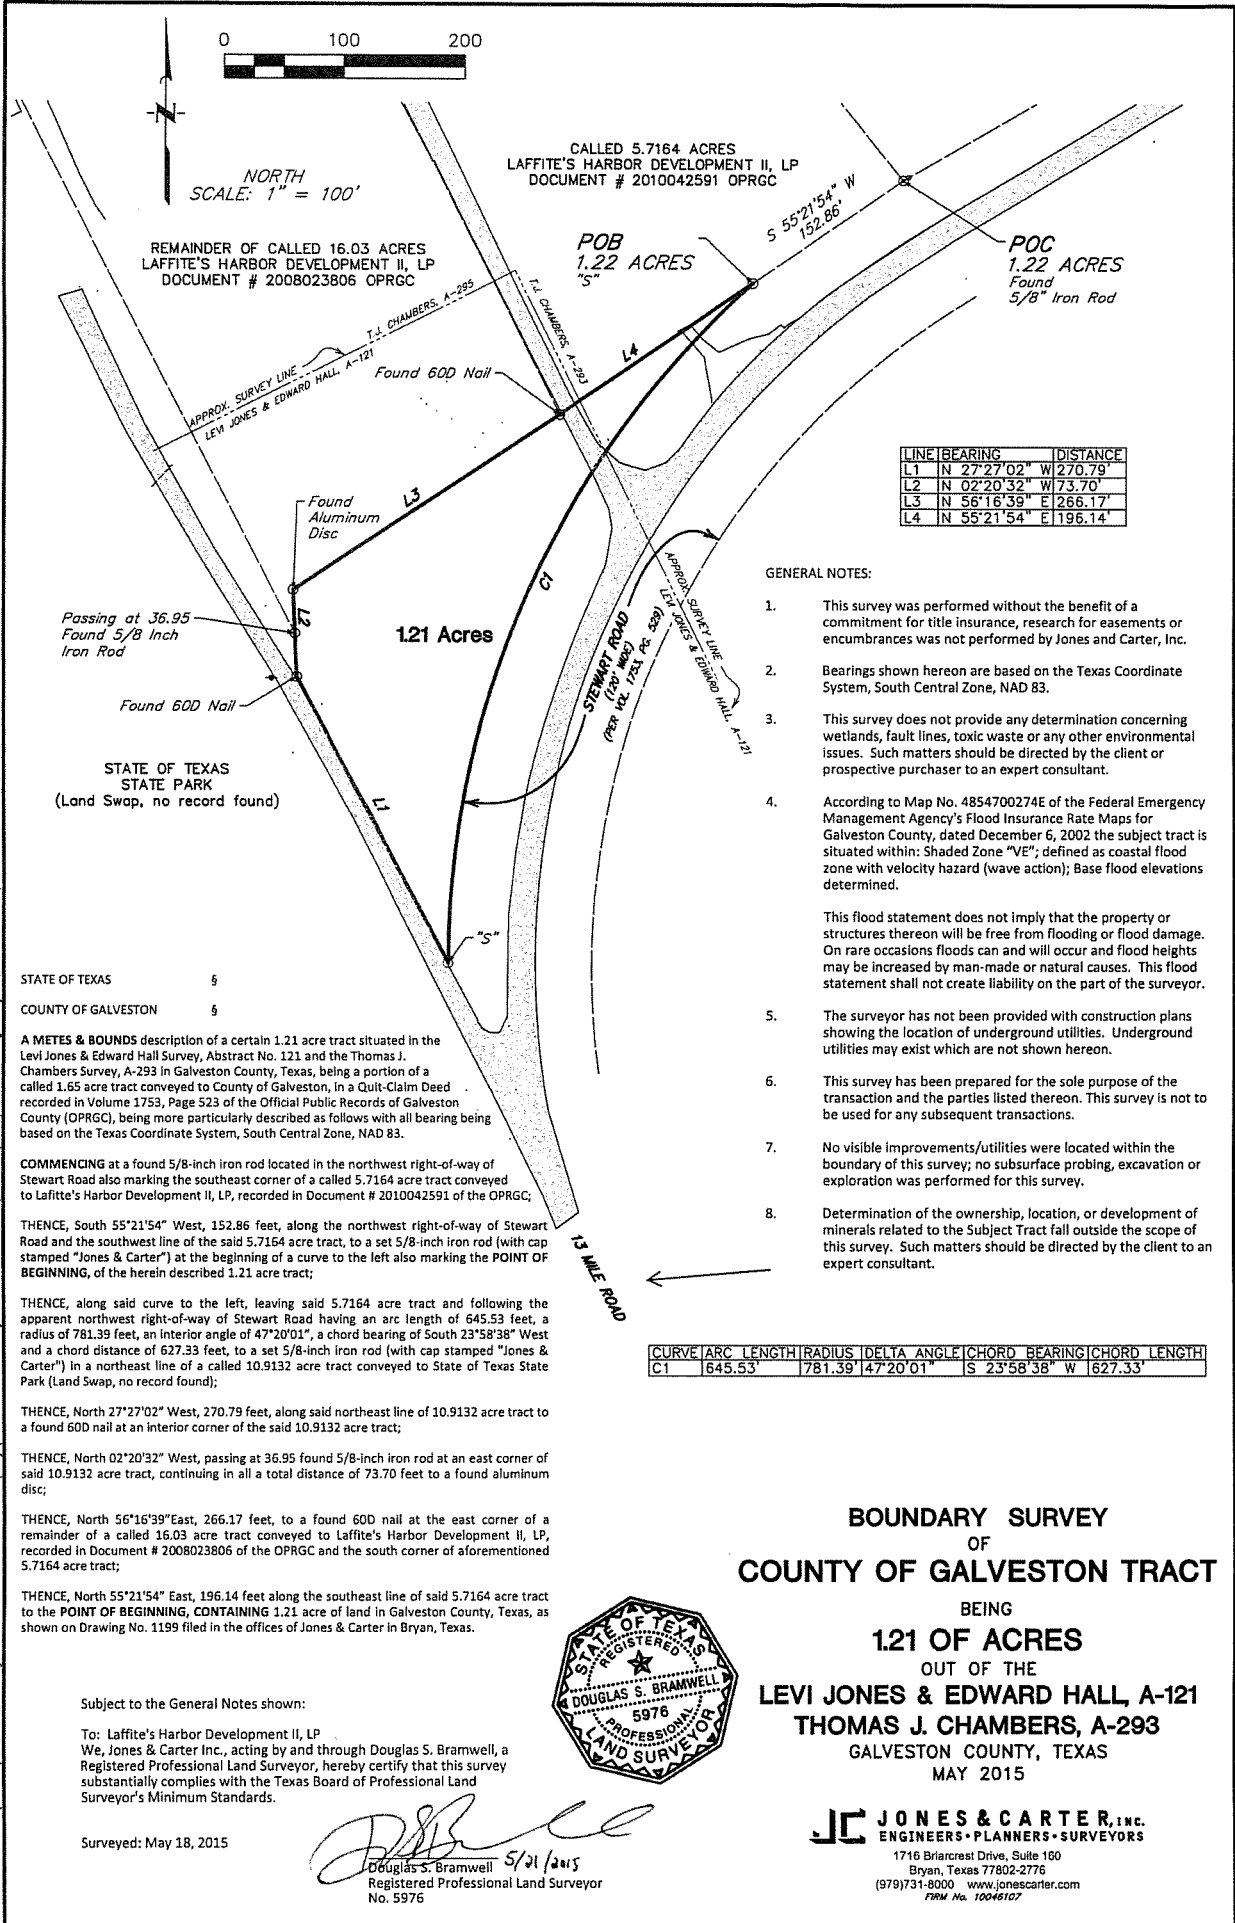 0 100 200
N
NORTH
SCALE: 1" = 100'
CALLED 5.7164 ACRES
LAFFITE'S HARBOR DEVELOPMENT II, LP
DOCUMENT # 2010042591 OPRGC
S 55°21'54" W
152.86'
REMAINDER OF CALLED 16.03 ACRES
LAFFITE'S HARBOR DEVELOPMENT II, LP
DOCUMENT # 2008023806 OPRGC
POB
1.22 ACRES
"S"
POC
1.22 ACRES
Found
5/8" Iron Rod
T.J. CHAMBERS, A-295
APPROX. SURVEY LINE
LEVI JONES & EDWARD HALL, A-121
T.J. CHAMBERS, A-293
Found 60D Nail
L4
L3
Found
Aluminum
Disc
LINE BEARING DISTANCE
L1 N 27°27'02" W 270.79'
L2 N 02°20'32" W 73.70'
L3 N 56°16'39" E 266.17'
L4 N 55°21'54" E 196.14'
C1
L2
Passing at 36.95
Found 5/8 Inch
Iron Rod
1.21 Acres
STEWART ROAD
(120' WIDE)
(PER VOL. 1753, PG. 529)
APPROX. SURVEY LINE
LEVI JONES & EDWARD HALL, A-121
Found 60D Nail
STATE OF TEXAS
STATE PARK
(Land Swap, no record found)
L1
"S"
13 MILE ROAD
GENERAL NOTES:
1. This survey was performed without the benefit of a
commitment for title insurance, research for easements or
encumbrances was not performed by Jones and Carter, Inc.
2. Bearings shown hereon are based on the Texas Coordinate
System, South Central Zone, NAD 83.
3. This survey does not provide any determination concerning
wetlands, fault lines, toxic waste or any other environmental
issues. Such matters should be directed by the client or
prospective purchaser to an expert consultant.
4. According to Map No. 4854700274E of the Federal Emergency
Management Agency's Flood Insurance Rate Maps for
Galveston County, dated December 6, 2002 the subject tract is
situated within: Shaded Zone "VE"; defined as coastal flood
zone with velocity hazard (wave action); Base flood elevations
determined.
This flood statement does not imply that the property or
structures thereon will be free from flooding or flood damage.
On rare occasions floods can and will occur and flood heights
may be increased by man-made or natural causes. This flood
statement shall not create liability on the part of the surveyor.
5. The surveyor has not been provided with construction plans
showing the location of underground utilities. Underground
utilities may exist which are not shown hereon.
6. This survey has been prepared for the sole purpose of the
transaction and the parties listed thereon. This survey is not to
be used for any subsequent transactions.
7. No visible improvements/utilities were located within the
boundary of this survey; no subsurface probing, excavation or
exploration was performed for this survey.
8. Determination of the ownership, location, or development of
minerals related to the Subject Tract fall outside the scope of
this survey. Such matters should be directed by the client to an
expert consultant.
STATE OF TEXAS §
COUNTY OF GALVESTON §
A METES & BOUNDS description of a certain 1.21 acre tract situated in the
Levi Jones & Edward Hall Survey, Abstract No. 121 and the Thomas J.
Chambers Survey, A-293 in Galveston County, Texas, being a portion of a
called 1.65 acre tract conveyed to County of Galveston, in a Quit-Claim Deed
recorded in Volume 1753, Page 523 of the Official Public Records of Galveston
County (OPRGC), being more particularly described as follows with all bearing being
based on the Texas Coordinate System, South Central Zone, NAD 83.
COMMENCING at a found 5/8-inch iron rod located in the northwest right-of-way of
Stewart Road also marking the southeast corner of a called 5.7164 acre tract conveyed
to Lafitte's Harbor Development II, LP, recorded in Document # 2010042591 of the OPRGC;
THENCE, South 55°21'54" West, 152.86 feet, along the northwest right-of-way of Stewart
Road and the southwest line of the said 5.7164 acre tract, to a set 5/8-inch iron rod (with cap
stamped "Jones & Carter") at the beginning of a curve to the left also marking the POINT OF
BEGINNING, of the herein described 1.21 acre tract;
THENCE, along said curve to the left, leaving said 5.7164 acre tract and following the
apparent northwest right-of-way of Stewart Road having an arc length of 645.53 feet, a
radius of 781.39 feet, an interior angle of 47°20'01", a chord bearing of South 23°58'38" West
and a chord distance of 627.33 feet, to a set 5/8-inch iron rod (with cap stamped "Jones &
Carter") in a northeast line of a called 10.9132 acre tract conveyed to State of Texas State
Park (Land Swap, no record found);
THENCE, North 27°27'02" West, 270.79 feet, along said northeast line of 10.9132 acre tract to
a found 60D nail at an interior corner of the said 10.9132 acre tract;
THENCE, North 02°20'32" West, passing at 36.95 found 5/8-inch iron rod at an east corner of
said 10.9132 acre tract, continuing in all a total distance of 73.70 feet to a found aluminum
disc;
THENCE, North 56°16'39"East, 266.17 feet, to a found 60D nail at the east corner of a
remainder of a called 16.03 acre tract conveyed to Laffite's Harbor Development II, LP,
recorded in Document # 2008023806 of the OPRGC and the south corner of aforementioned
5.7164 acre tract;
THENCE, North 55°21'54" East, 196.14 feet along the southeast line of said 5.7164 acre tract
to the POINT OF BEGINNING, CONTAINING 1.21 acre of land in Galveston County, Texas, as
shown on Drawing No. 1199 filed in the offices of Jones & Carter in Bryan, Texas.
CURVE ARC LENGTH RADIUS DELTA ANGLE CHORD BEARING CHORD LENGTH
C1 645.53' 781.39' 47°20'01" S 23°58'38" W 627.33'
Subject to the General Notes shown:
To: Laffite's Harbor Development II, LP
We, Jones & Carter Inc., acting by and through Douglas S. Bramwell, a
Registered Professional Land Surveyor, hereby certify that this survey
substantially complies with the Texas Board of Professional Land
Surveyor's Minimum Standards.
Surveyed: May 18, 2015
5/21/2015
Douglas S. Bramwell
Registered Professional Land Surveyor
No. 5976
STATE OF TEXAS
REGISTERED
DOUGLAS S. BRAMWELL
5976
PROFESSIONAL
LAND SURVEYOR
BOUNDARY SURVEY
OF
COUNTY OF GALVESTON TRACT
BEING
1.21 OF ACRES
OUT OF THE
LEVI JONES & EDWARD HALL, A-121
THOMAS J. CHAMBERS, A-293
GALVESTON COUNTY, TEXAS
MAY 2015
JC JONES & CARTER, INC.
ENGINEERS • PLANNERS • SURVEYORS
1716 Briarcrest Drive, Suite 160
Bryan, Texas 77802-2776
(979)731-8000 www.jonescarter.com
FIRM No. 10046107